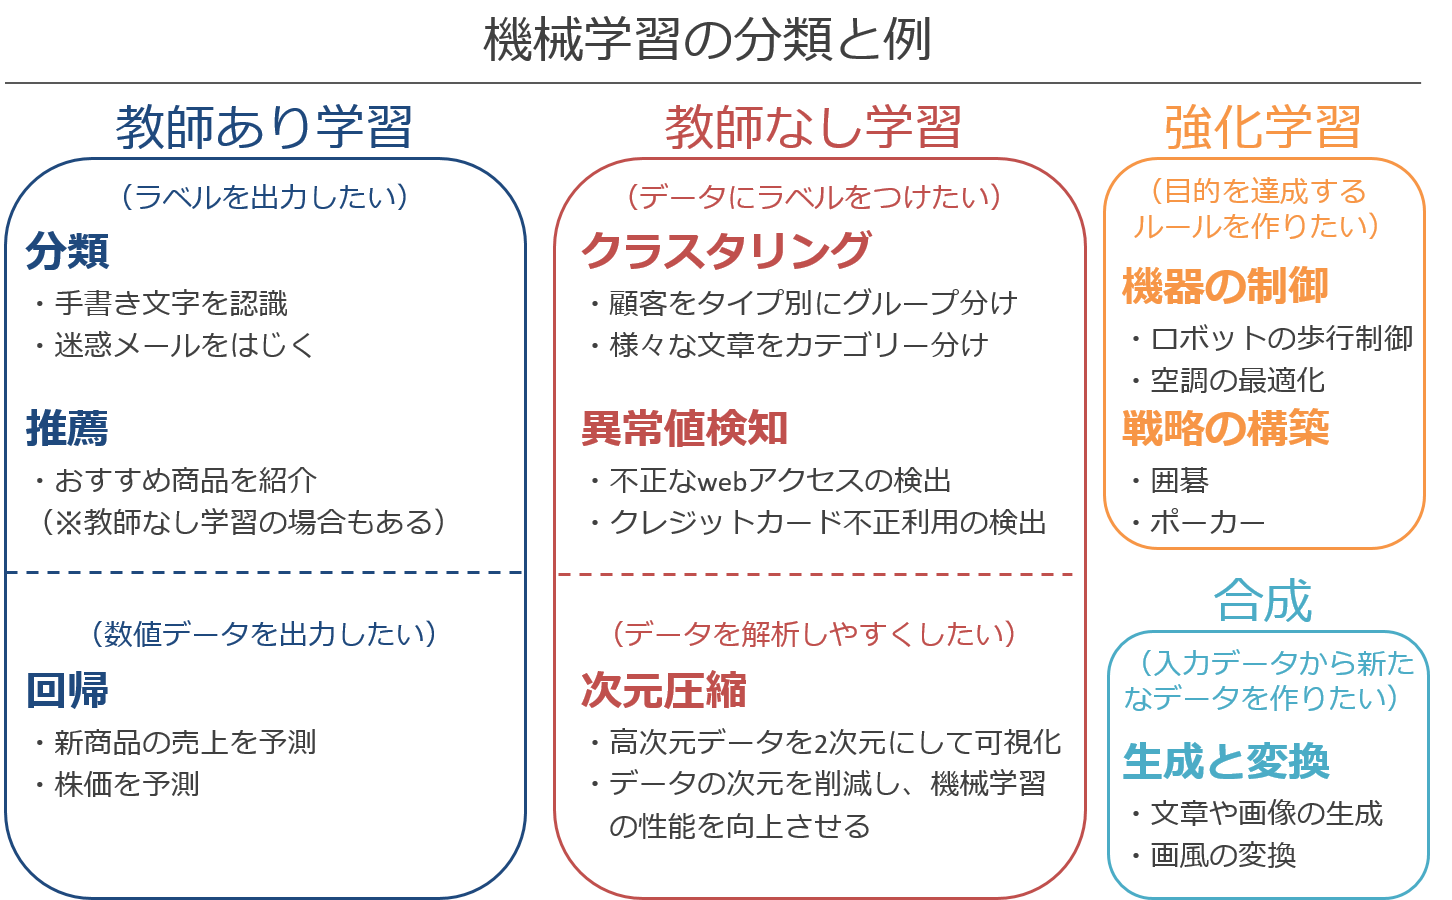 機械学習の分類と例
教師あり学習
（ラベルを出力したい）
分類
・手書き文字を認識
・迷惑メールをはじく
推薦
・おすすめ商品を紹介
（※教師なし学習の場合もある）
（数値データを出力したい）
回帰
・新商品の売上を予測
・株価を予測
教師なし学習
（データにラベルをつけたい）
クラスタリング
・顧客をタイプ別にグループ分け
・様々な文章をカテゴリー分け
異常値検知
・不正なwebアクセスの検出
・クレジットカード不正利用の検出
（データを解析しやすくしたい）
次元圧縮
・高次元データを2次元にして可視化
・データの次元を削減し、機械学習
の性能を向上させる
強化学習
（目的を達成する
ルールを作りたい）
機器の制御
・ロボットの歩行制御
・空調の最適化
戦略の構築
・囲碁
・ポーカー
合成
（入力データから新た
なデータを作りたい）
生成と変換
・文章や画像の生成
・画風の変換